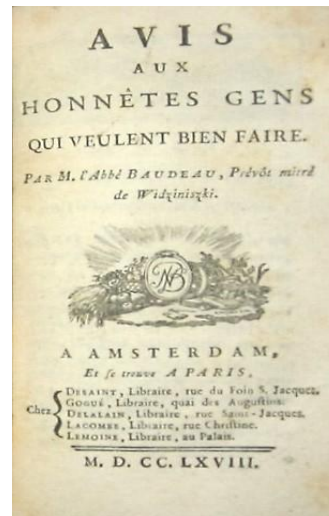 AVIS
AUX
HONNÊTES GENS
QUI VEULENT BIEN FAIRE.
PAR M. l'Abbé BAUDEAU, Prévôt mitré
de Widziniszki.
A AMSTERDAM,
Et se trouve A PARIS,
Chez
DESAINT, Libraire, rue du Foin S. Jacques.
GOGUÉ, Libraire, quai des Augustins.
DELALAIN, Libraire, rue Saint-Jacques.
LACOMBE, Libraire, rue Christine.
LEMOINE, Libraire, au Palais.
M. D. CC. LXVIII.